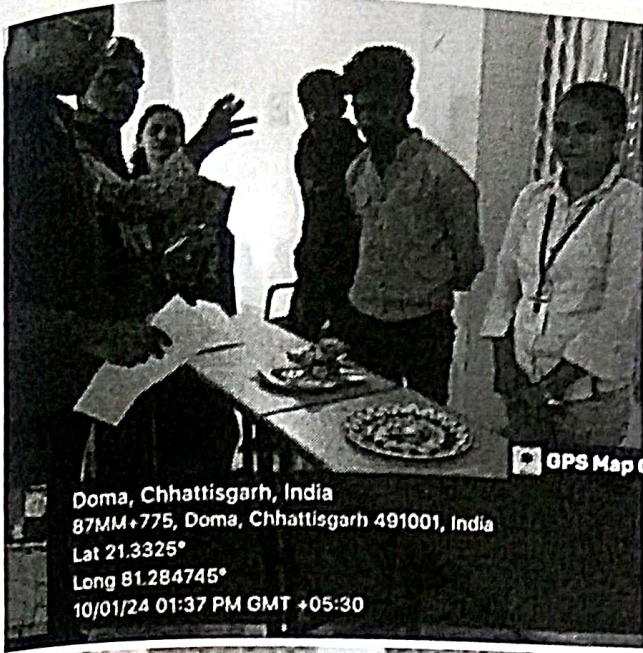 GPS Map
Doma, Chhattisgarh, India
87MM+775, Doma, Chhattisgarh 491001, India
Lat 21.3325°
Long 81.284745°
10/01/24 01:37 PM GMT +05:30